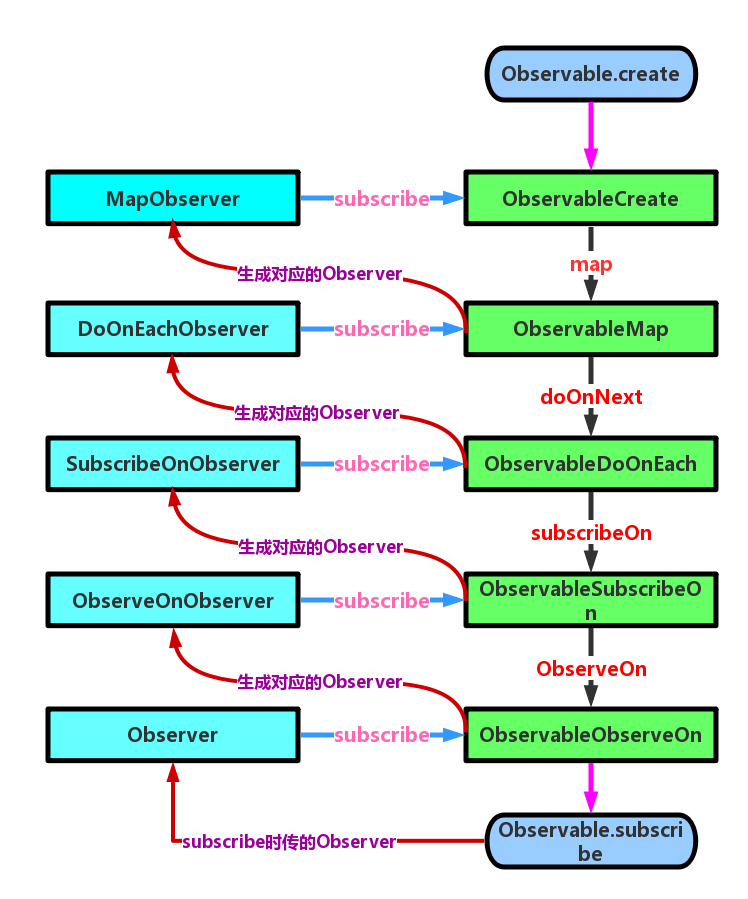 Observable.create
MapObserver
subscribe
ObservableCreate
map
生成对应的Observer
DoOnEachObserver
subscribe
ObservableMap
doOnNext
生成对应的Observer
SubscribeOnObserver
subscribe
ObservableDoOnEach
subscribeOn
生成对应的Observer
ObserveOnObserver
subscribe
ObservableSubscribeO
n
ObserveOn
生成对应的Observer
Observer
subscribe
ObservableObserveOn
Observable.subscri
be
subscribe时传的Observer